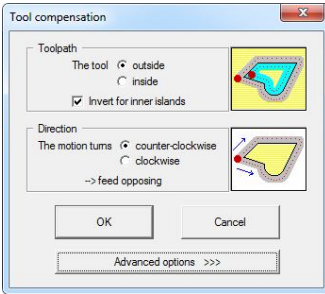 Tool compensation
Toolpath
The tool outside
inside
Invert for inner islands
Direction
The motion turns counter-clockwise
clockwise
--> feed opposing
OK Cancel
Advanced options >>>